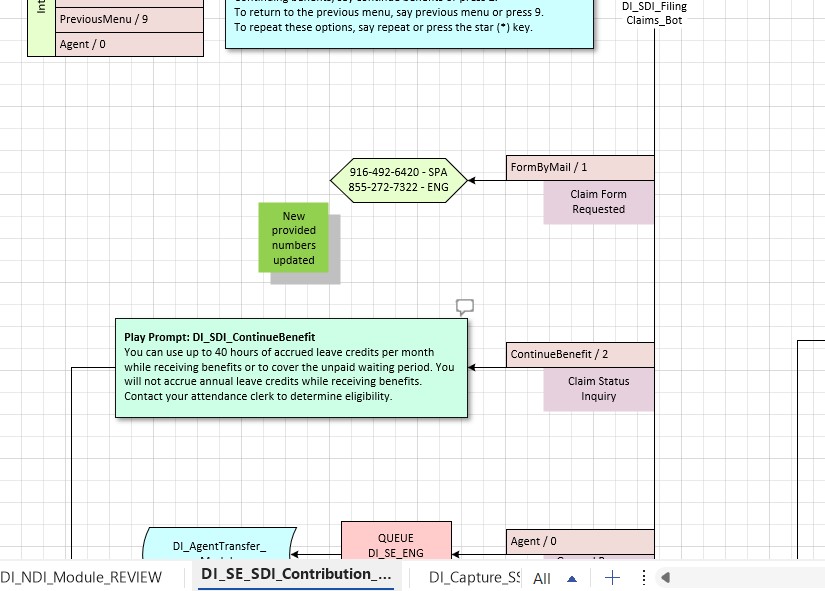 Int
PreviousMenu / 9
Agent / 0
To return to the previous menu, say previous menu or press 9.
To repeat these options, say repeat or press the star (*) key.
DI_SDI_Filing
Claims_Bot
916-492-6420 - SPA
855-272-7322 - ENG
FormByMail / 1
Claim Form
Requested
New
provided
numbers
updated
Play Prompt: DI_SDI_ContinueBenefit
You can use up to 40 hours of accrued leave credits per month
while receiving benefits or to cover the unpaid waiting period. You
will not accrue annual leave credits while receiving benefits.
Contact your attendance clerk to determine eligibility.
ContinueBenefit / 2
Claim Status
Inquiry
DI_AgentTransfer_
QUEUE
DI_SE_ENG
Agent / 0
DI_NDI_Module_REVIEW
DI_SE_SDI_Contribution_...
DI_Capture_SS
All